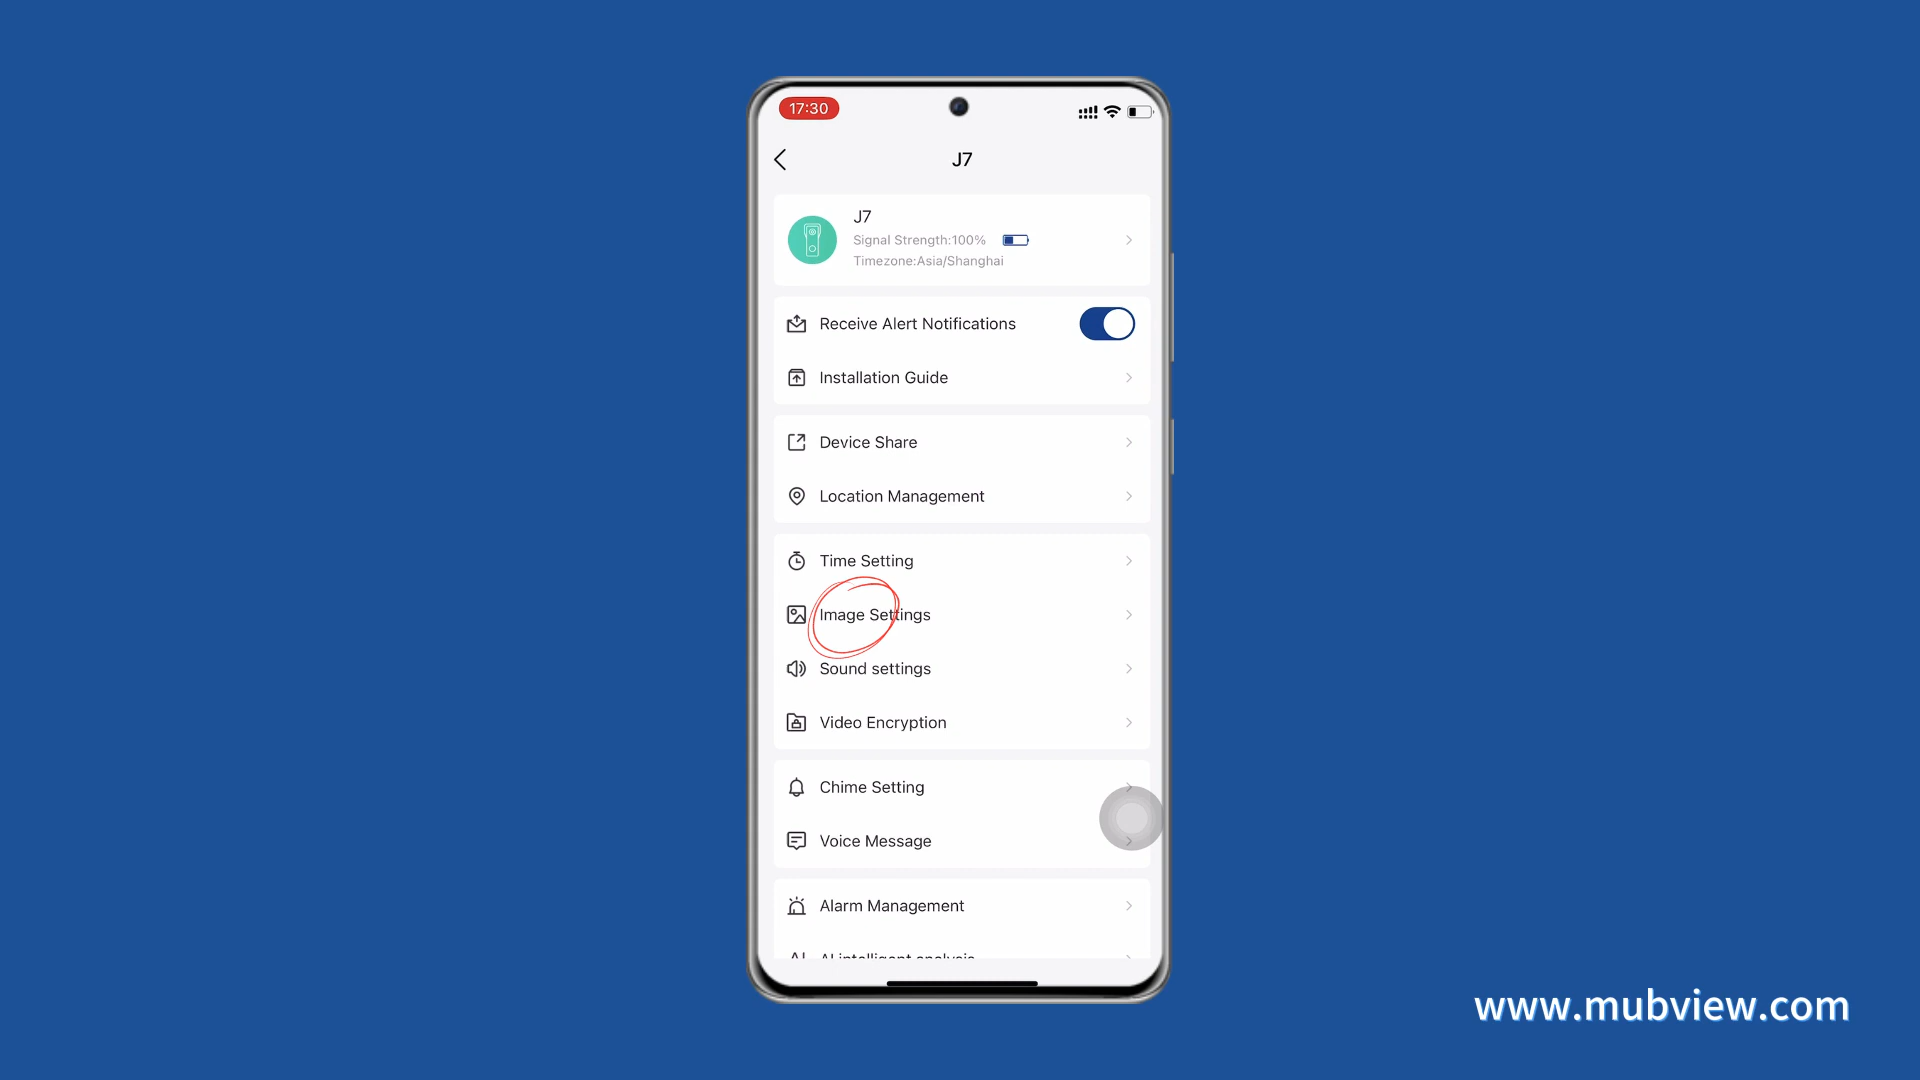 17:30
J7
J7
Signal Strength:100%
Timezone:Asia/Shanghai
Receive Alert Notifications
Installation Guide
Device Share
Location Management
Time Setting
Image Settings
Sound settings
Video Encryption
Chime Setting
Voice Message
Alarm Management
AI intelligent analysis
www.mubview.com